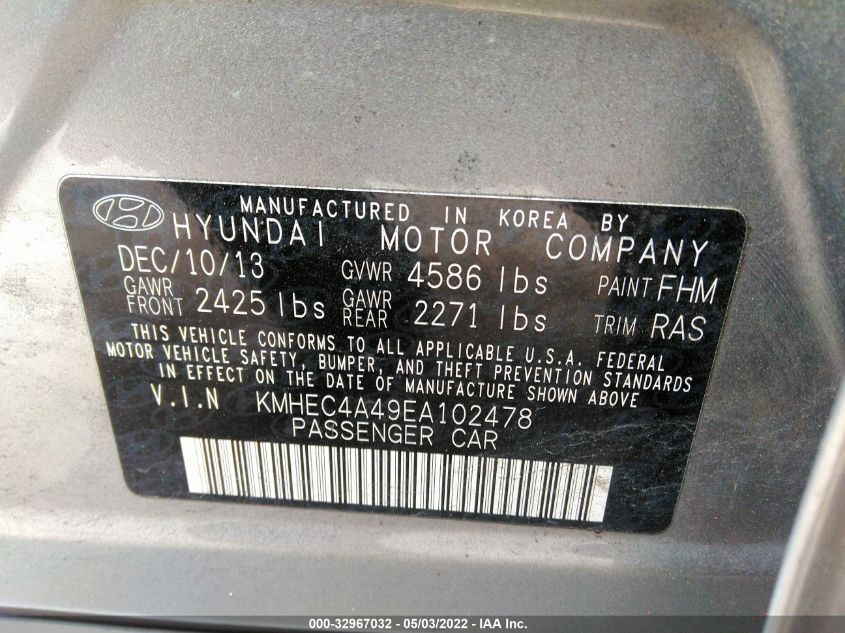 MANUFACTURED IN KOREA BY
HYUNDAI MOTOR COMPANY
DEC/10/13 GVWR 4586 lbs PAINT FHM
GAWR FRONT 2425 lbs GAWR REAR 2271 lbs TRIM RAS
THIS VEHICLE CONFORMS TO ALL APPLICABLE U.S.A. FEDERAL
MOTOR VEHICLE SAFETY, BUMPER, AND THEFT PREVENTION STANDARDS
IN EFFECT ON THE DATE OF MANUFACTURE SHOWN ABOVE
V.I.N KMHEC4A49EA102478
PASSENGER CAR
000-32967032 - 05/03/2022 - IAA Inc.